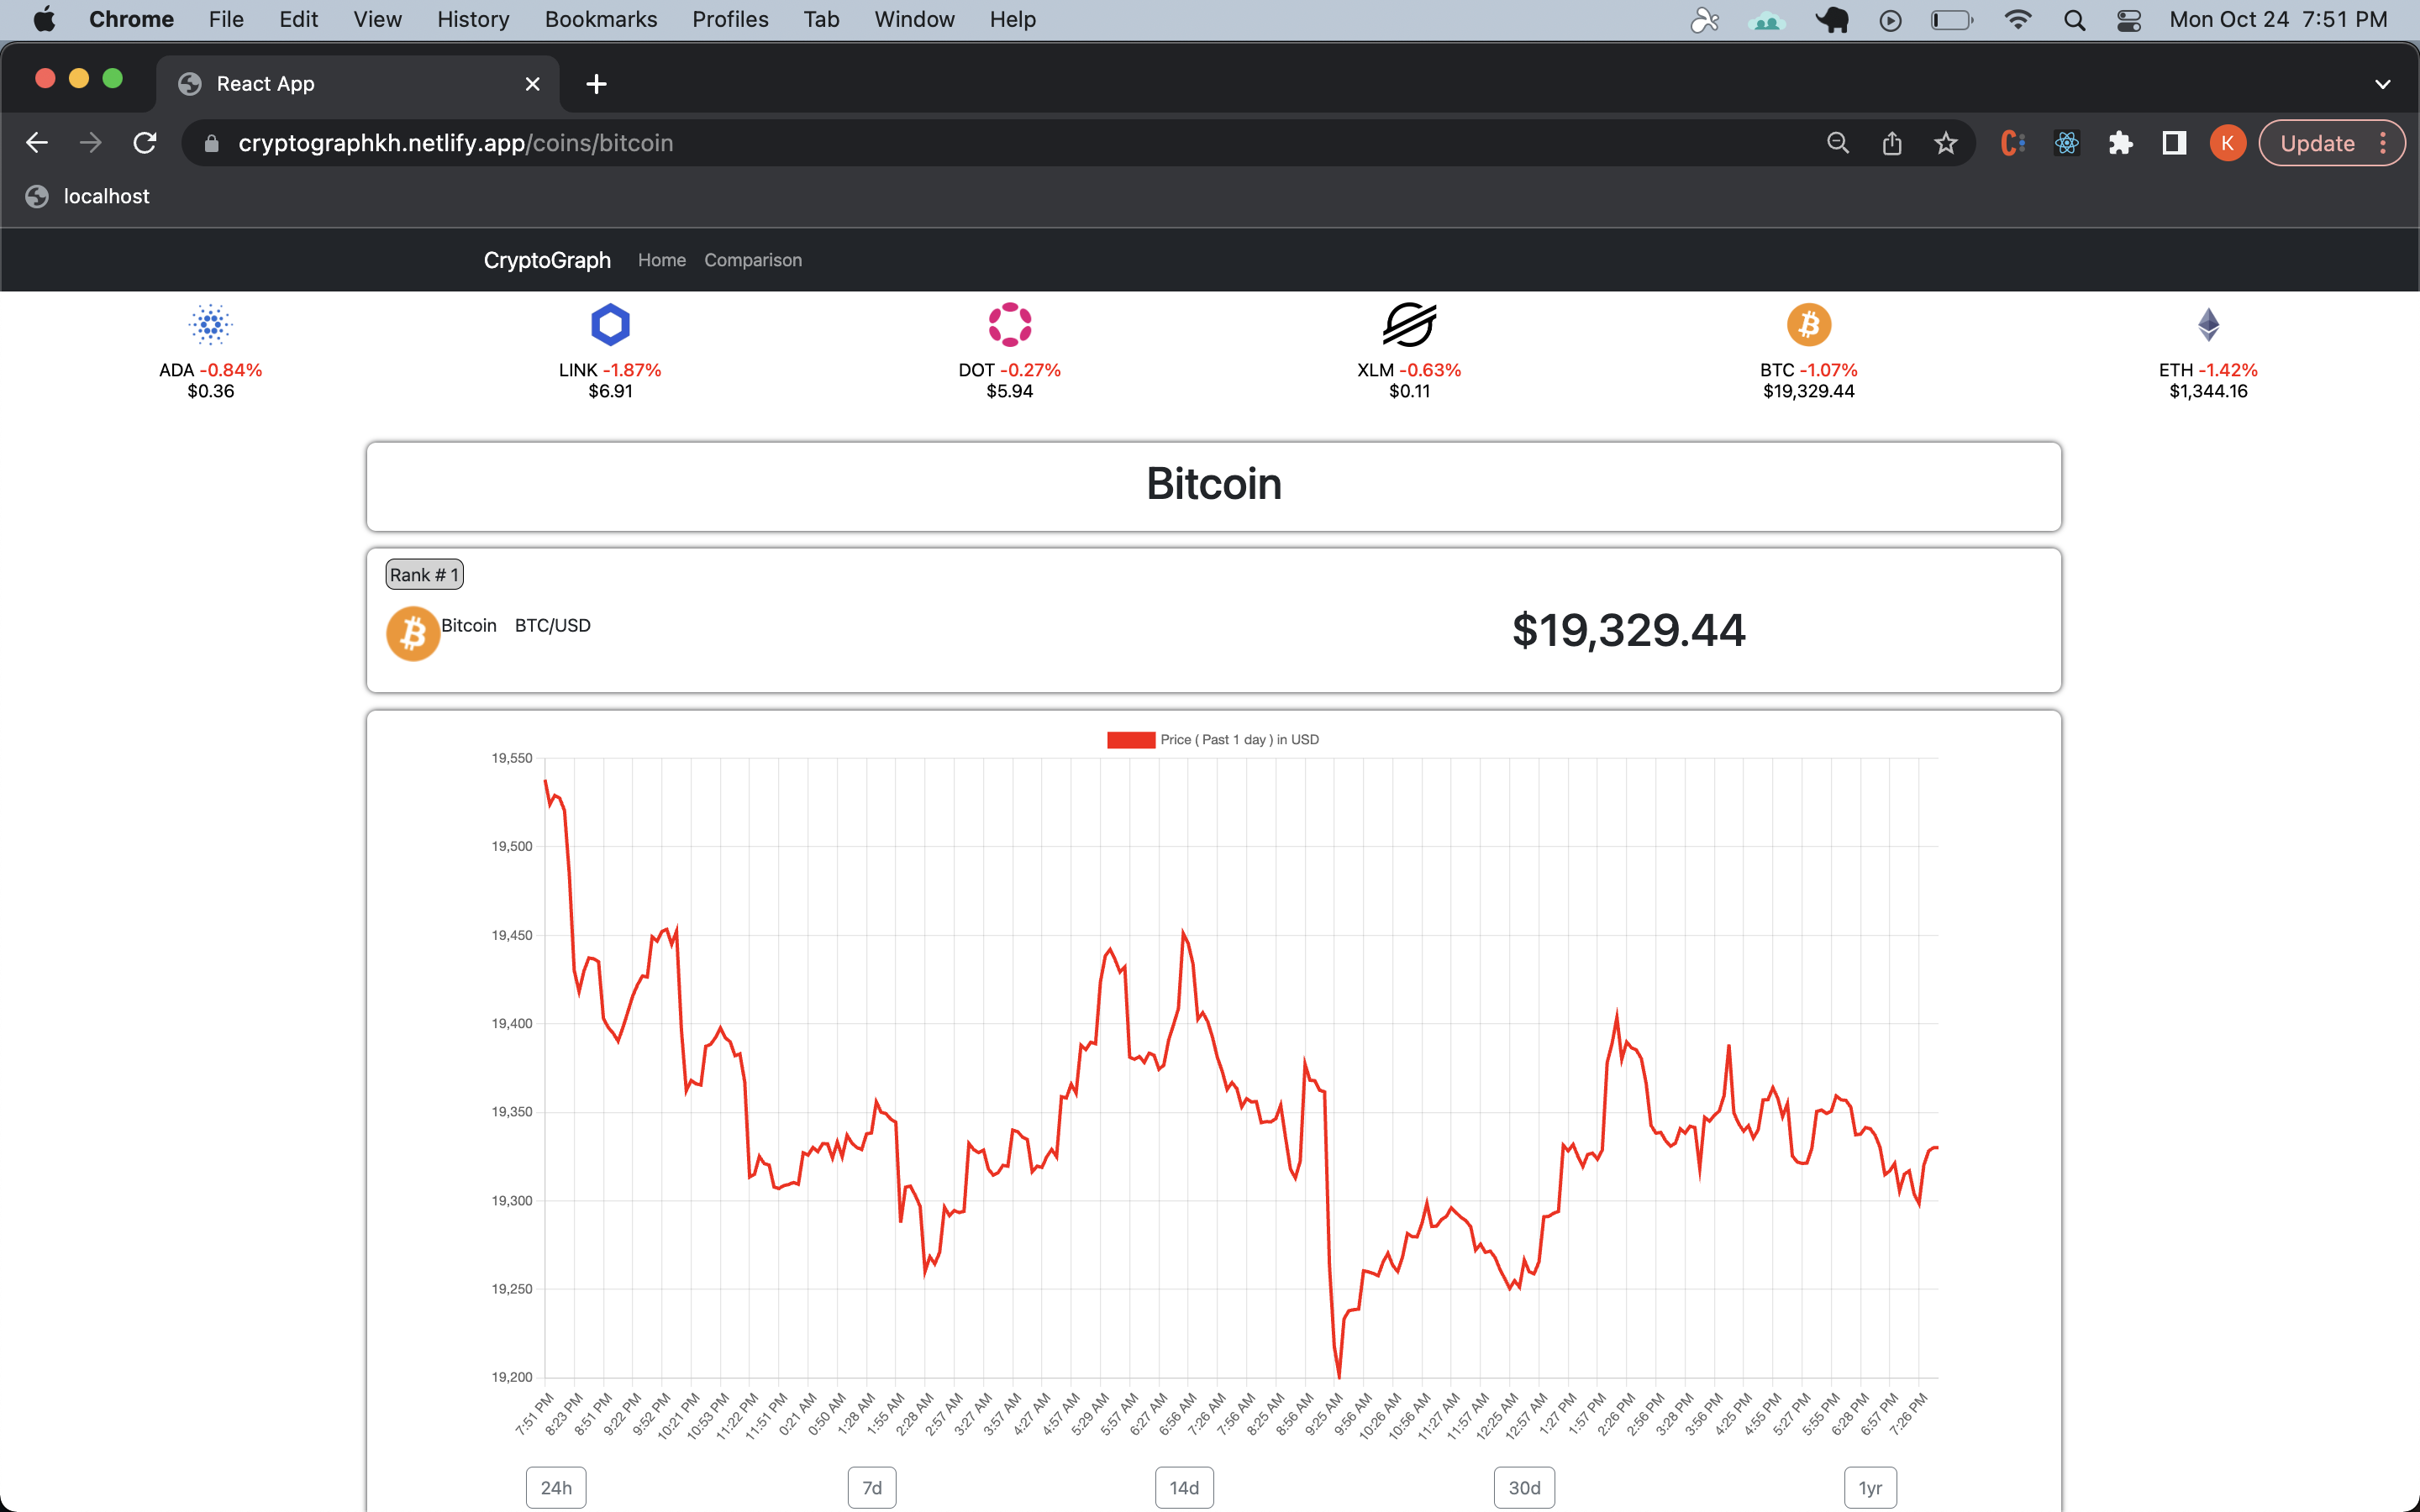 Chrome File Edit View History Bookmarks Profiles Tab Window Help Mon Oct 24 7:51 PM
React App
cryptographkh.netlify.app/coins/bitcoin K Update
localhost
CryptoGraph Home Comparison
ADA -0.84% LINK -1.87% DOT -0.27% XLM -0.63% BTC -1.07% ETH -1.42%
$0.36 $6.91 $5.94 $0.11 $19,329.44 $1,344.16
Bitcoin
Rank # 1
Bitcoin BTC/USD $19,329.44
Price ( Past 1 day ) in USD
19,550
19,500
19,450
19,400
19,350
19,300
19,250
19,200
7:51 PM 8:23 PM 8:51 PM 9:22 PM 9:52 PM 10:21 PM 10:53 PM 11:22 PM 11:51 PM 0:21 AM 0:50 AM 1:28 AM 1:55 AM 2:28 AM 2:57 AM 3:27 AM 3:57 AM 4:27 AM 4:57 AM 5:29 AM 5:57 AM 6:27 AM 6:56 AM 7:26 AM 7:56 AM 8:25 AM 8:56 AM 9:25 AM 9:56 AM 10:26 AM 10:56 AM 11:27 AM 11:57 AM 12:25 AM 12:57 AM 1:27 PM 1:57 PM 2:26 PM 2:56 PM 3:28 PM 3:56 PM 4:25 PM 4:55 PM 5:27 PM 5:55 PM 6:28 PM 6:57 PM 7:26 PM
24h 7d 14d 30d 1yr